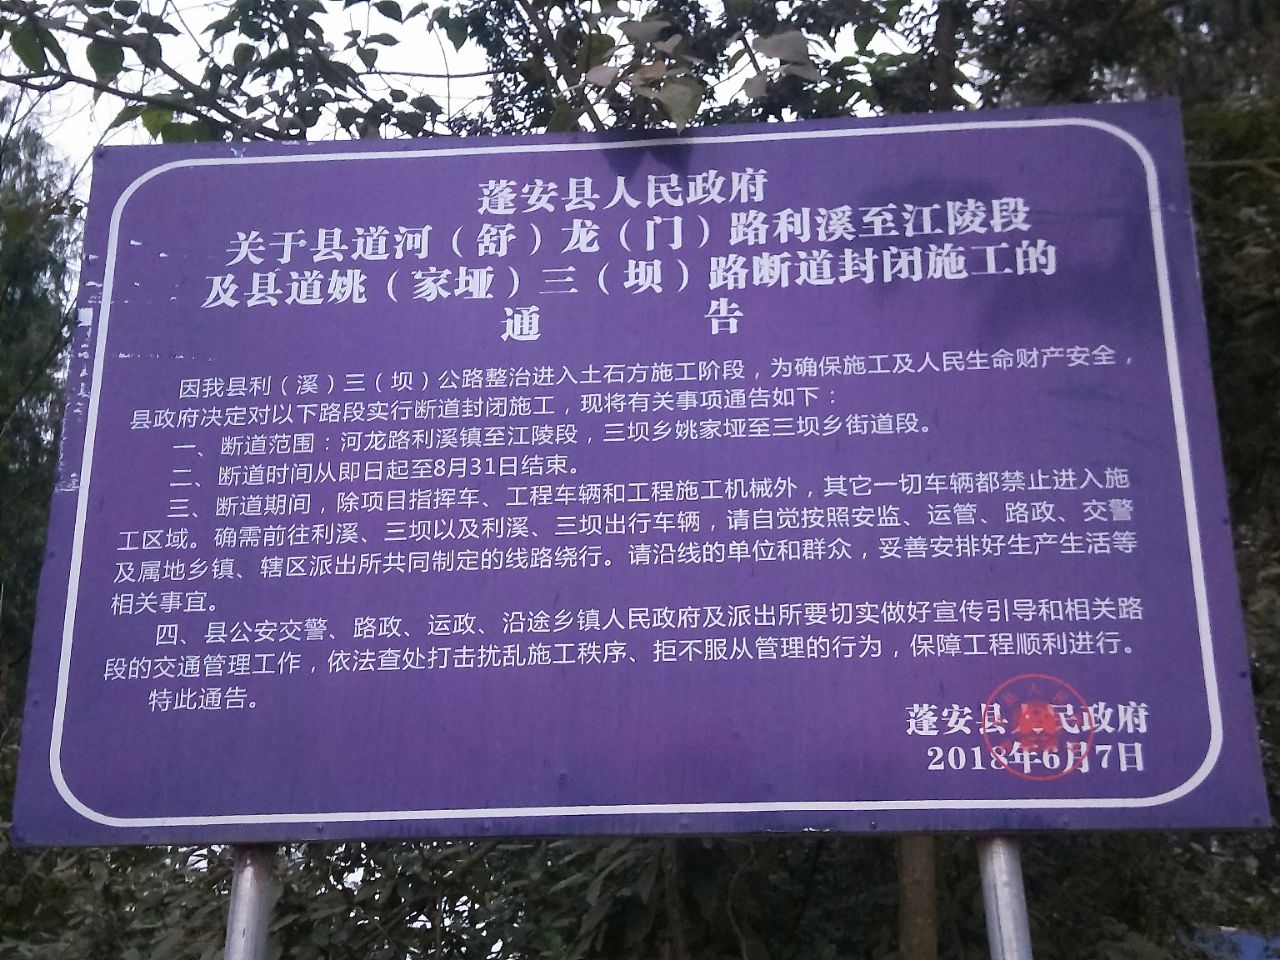 蓬安县人民政府
关于县道河（舒）龙（门）路利溪至江陵段
及县道姚（家垭）三（坝）路断道封闭施工的
通 告
因我县利（溪）三（坝）公路整治进入土石方施工阶段，为确保施工及人民生命财产安全，
县政府决定对以下路段实行断道封闭施工，现将有关事项通告如下：
一、断道范围：河龙路利溪镇至江陵段，三坝乡姚家垭至三坝乡街道段。
二、断道时间从即日起至8月31日结束。
三、断道期间，除项目指挥车、工程车辆和工程施工机械外，其它一切车辆都禁止进入施
工区域。确需前往利溪、三坝以及利溪、三坝出行车辆，请自觉按照安监、运管、路政、交警
及属地乡镇、辖区派出所共同制定的线路绕行。请沿线的单位和群众，妥善安排好生产生活等
相关事宜。
四、县公安交警、路政、运政、沿途乡镇人民政府及派出所要切实做好宣传引导和相关路
段的交通管理工作，依法查处打击扰乱施工秩序、拒不服从管理的行为，保障工程顺利进行。
特此通告。
蓬安县人民政府
2018年6月7日